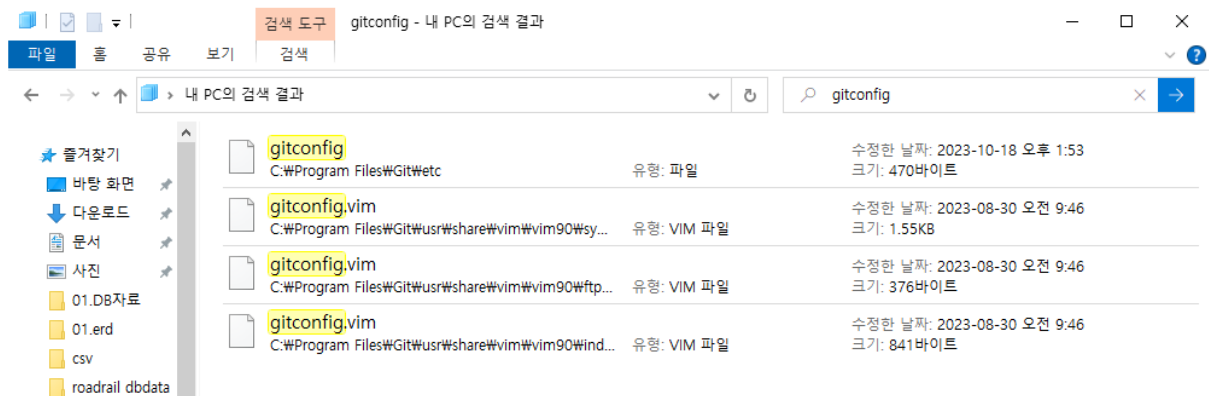 검색 도구 gitconfig - 내 PC의 검색 결과
파일 홈 공유 보기 검색
내 PC의 검색 결과 gitconfig
즐겨찾기
바탕 화면
다운로드
문서
사진
01.DB자료
01.erd
csv
roadrail dbdata
gitconfig 수정한 날짜: 2023-10-18 오후 1:53
C:₩Program Files₩Git₩etc 유형: 파일 크기: 470바이트
gitconfig.vim 수정한 날짜: 2023-08-30 오전 9:46
C:₩Program Files₩Git₩usr₩share₩vim₩vim90₩sy... 유형: VIM 파일 크기: 1.55KB
gitconfig.vim 수정한 날짜: 2023-08-30 오전 9:46
C:₩Program Files₩Git₩usr₩share₩vim₩vim90₩ftp... 유형: VIM 파일 크기: 376바이트
gitconfig.vim 수정한 날짜: 2023-08-30 오전 9:46
C:₩Program Files₩Git₩usr₩share₩vim₩vim90₩ind... 유형: VIM 파일 크기: 841바이트